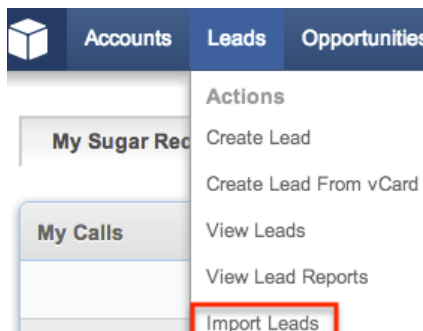 Accounts Leads Opportunities
Actions
My Sugar Rec Create Lead
Create Lead From vCard
My Calls View Leads
View Lead Reports
Import Leads